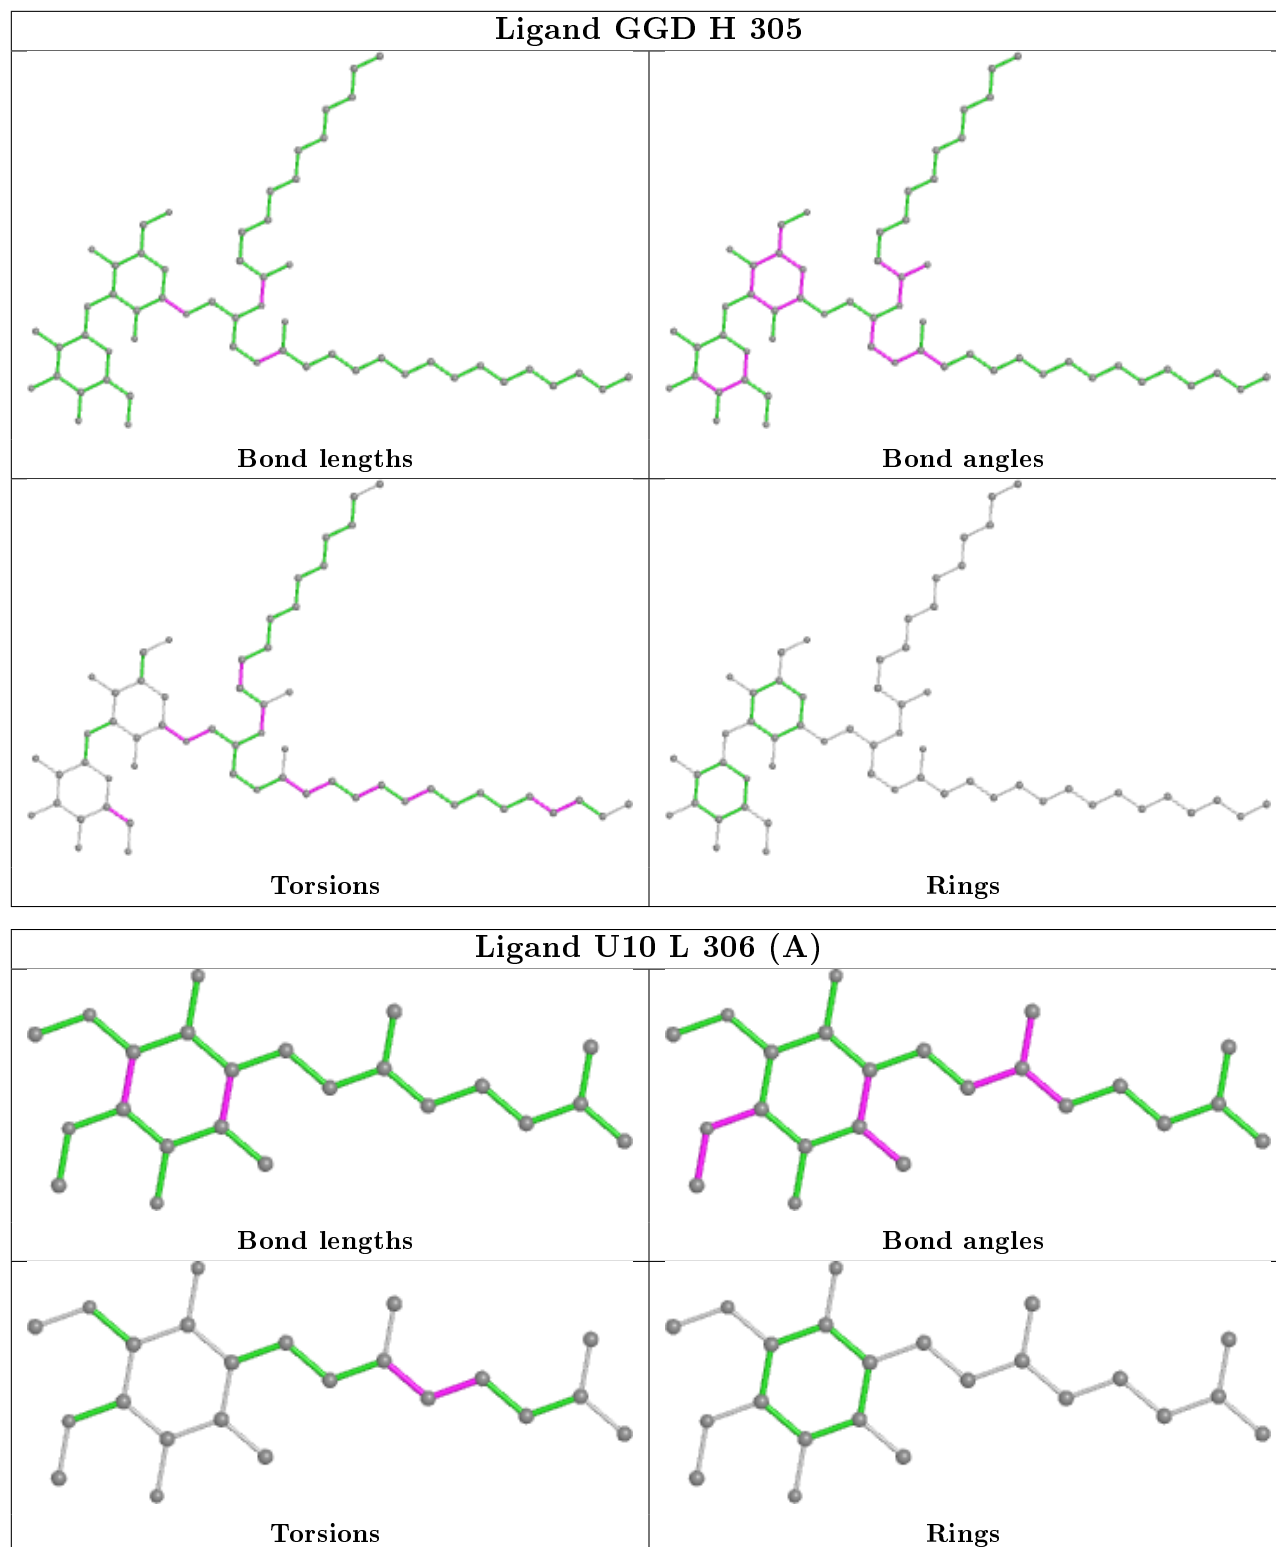 Ligand GGD H 305
Bond lengths
Bond angles
Torsions
Rings
Ligand U10 L 306 (A)
Bond lengths
Bond angles
Torsions
Rings